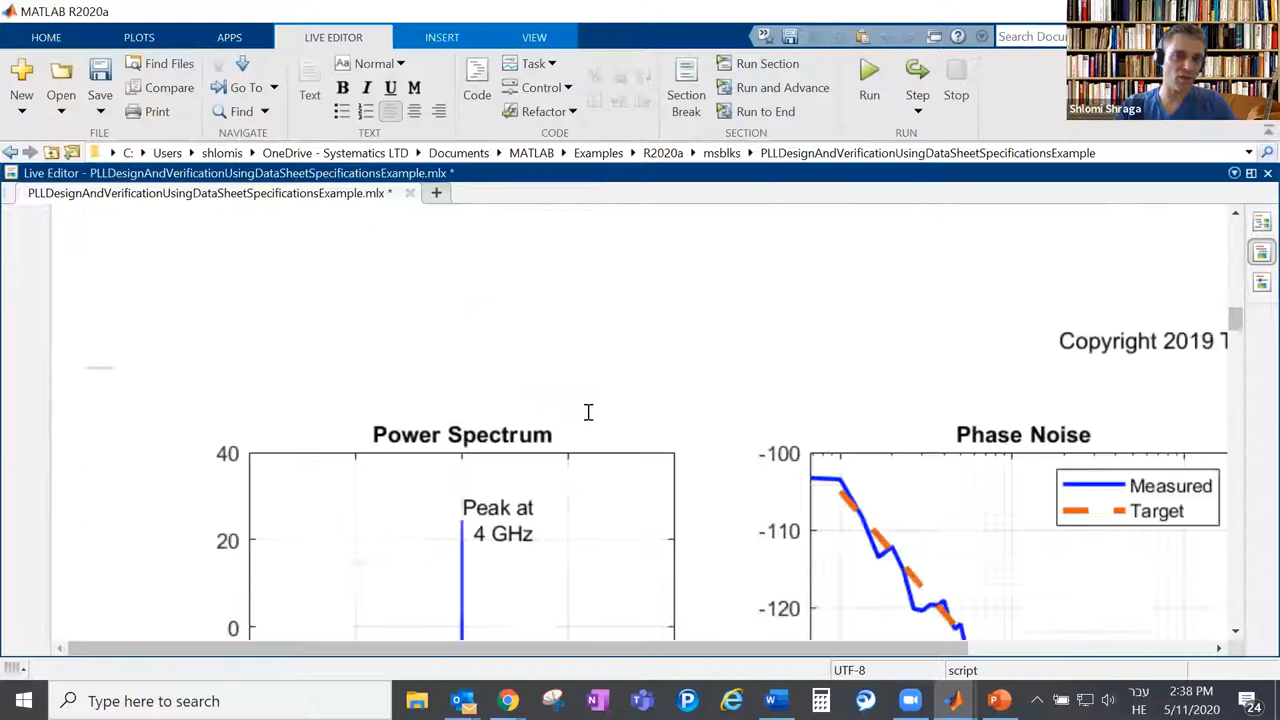 MATLAB R2020a
HOME PLOTS APPS LIVE EDITOR INSERT VIEW
Search Docu
Shlomi Shraga
New Open Save
Find Files
Compare
Print
FILE
Go To
Find
NAVIGATE
Text
Aa Normal
B I U M
TEXT
Code
Task
Control
Refactor
CODE
Section Break
Run Section
Run and Advance
Run to End
SECTION
Run Step Stop
RUN
C: Users shlomis OneDrive - Systematics LTD Documents MATLAB Examples R2020a msblks PLLDesignAndVerificationUsingDataSheetSpecificationsExample
Live Editor - PLLDesignAndVerificationUsingDataSheetSpecificationsExample.mlx *
PLLDesignAndVerificationUsingDataSheetSpecificationsExample.mlx *
Copyright 2019 T
Power Spectrum
40
20
0
Peak at
4 GHz
Phase Noise
-100
-110
-120
Measured
Target
UTF-8 script
Type here to search
עבר
HE
2:38 PM
5/11/2020
24